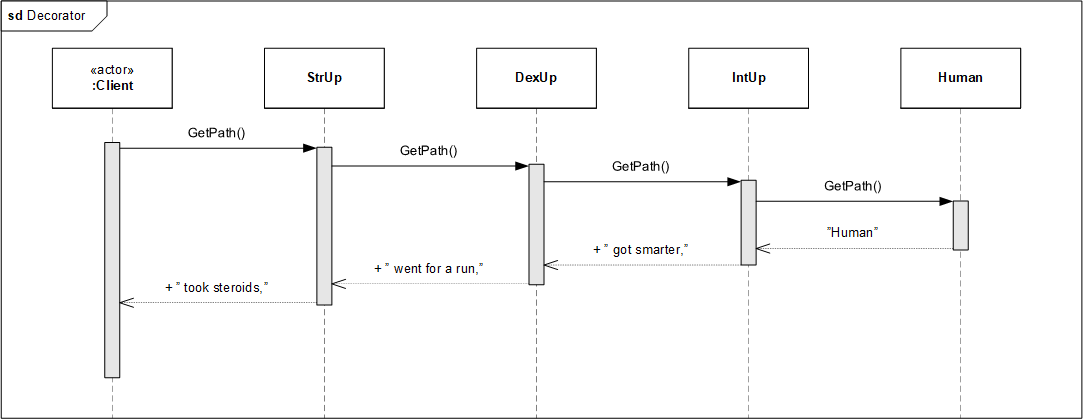 sd Decorator
«actor»
:Client
StrUp
DexUp
IntUp
Human
GetPath()
GetPath()
GetPath()
GetPath()
”Human”
+ ” got smarter,”
+ ” went for a run,”
+ ” took steroids,”